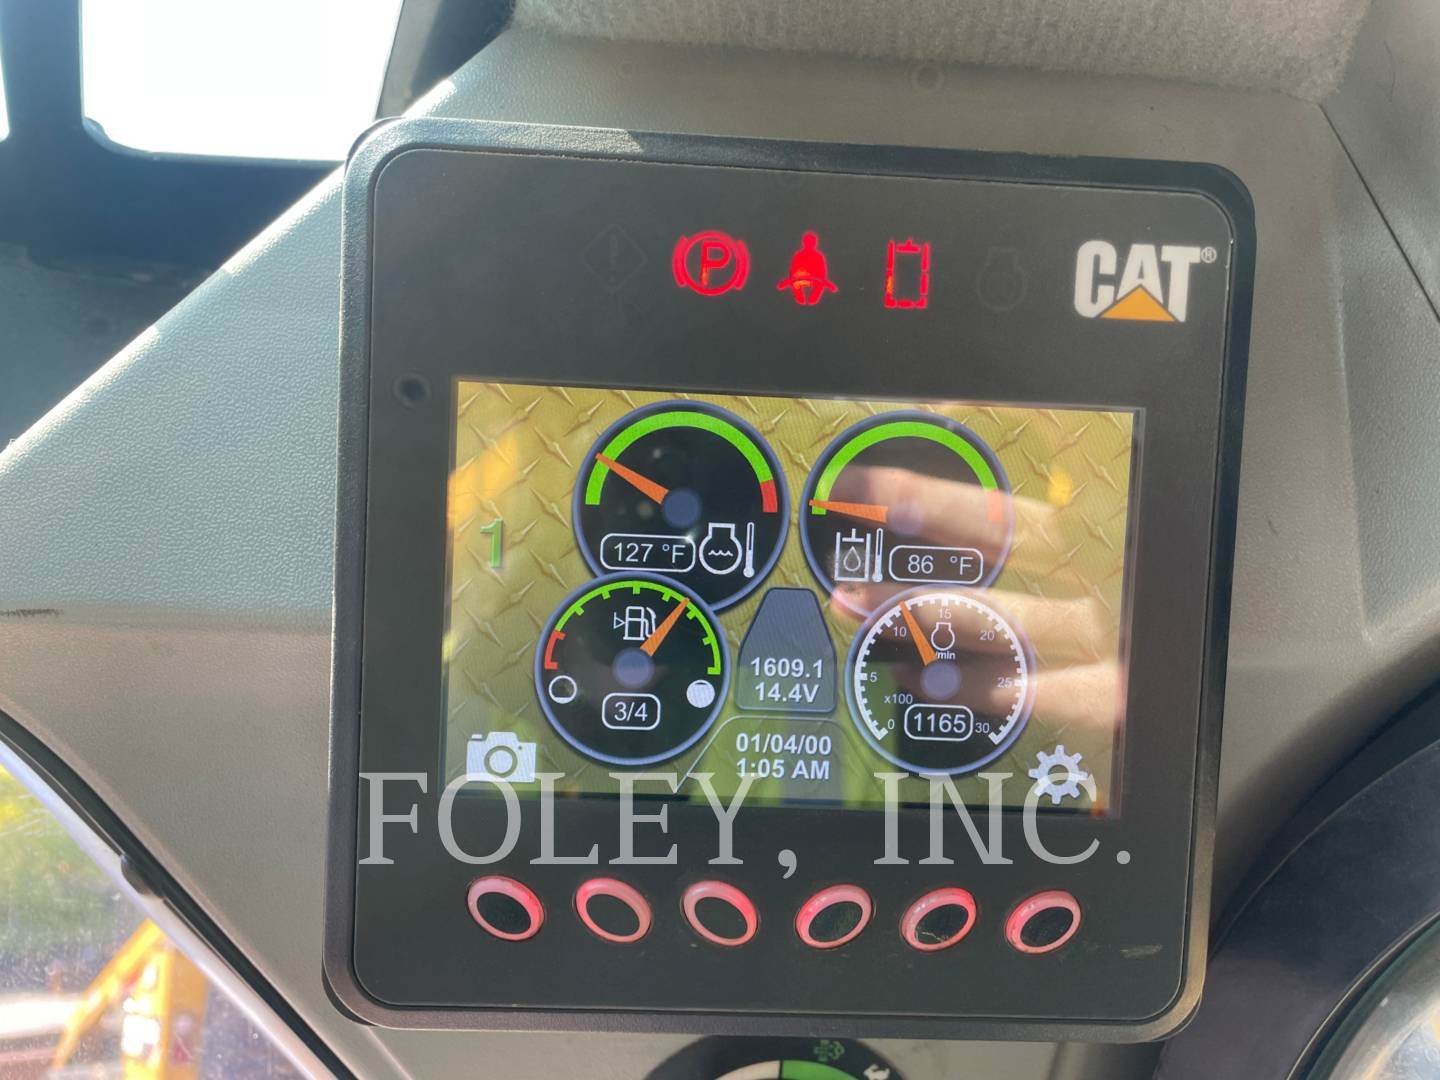 P
CAT®
1
127 °F
86 °F
3/4
1609.1
14.4V
0 5 10 15 20 25 30
x100
/min
1165
01/04/00
1:05 AM
FOLEY, INC.